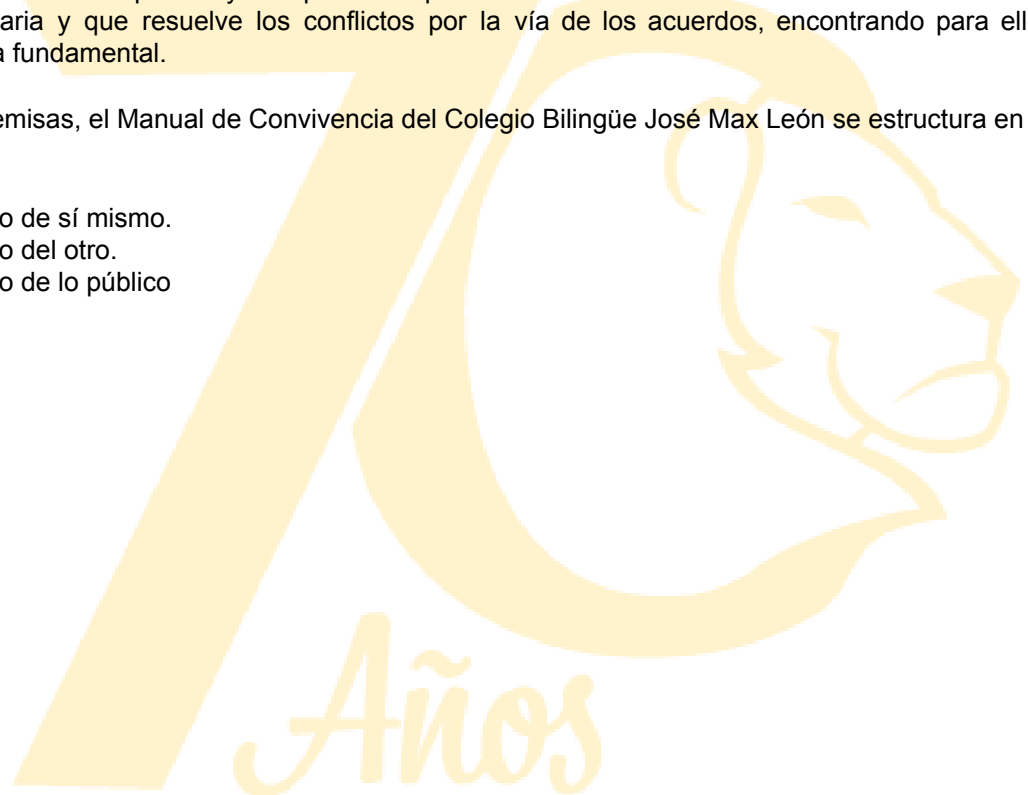 aria y que resuelve los conflictos por la vía de los acuerdos, encontrando para ell
a fundamental.
emisas, el Manual de Convivencia del Colegio Bilingüe José Max León se estructura en
o de sí mismo.
o del otro.
o de lo público
70
Años